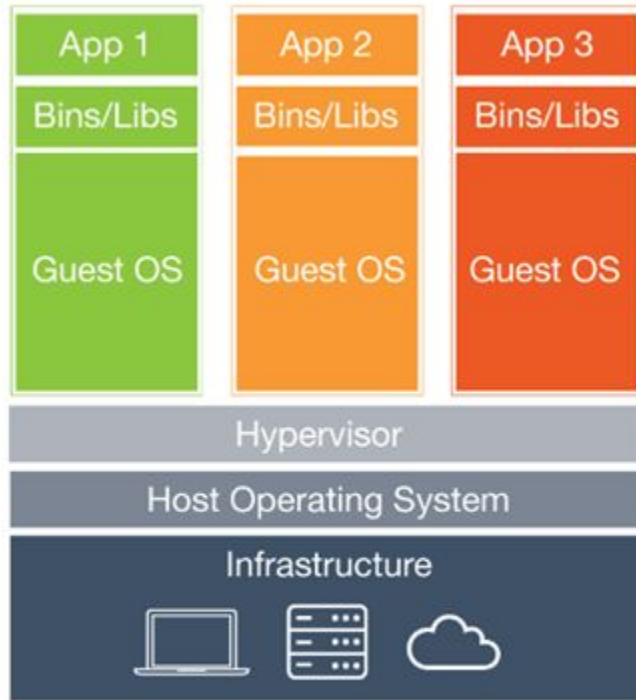 App 1
App 2
App 3
Bins/Libs
Bins/Libs
Bins/Libs
Guest OS
Guest OS
Guest OS
Hypervisor
Host Operating System
Infrastructure